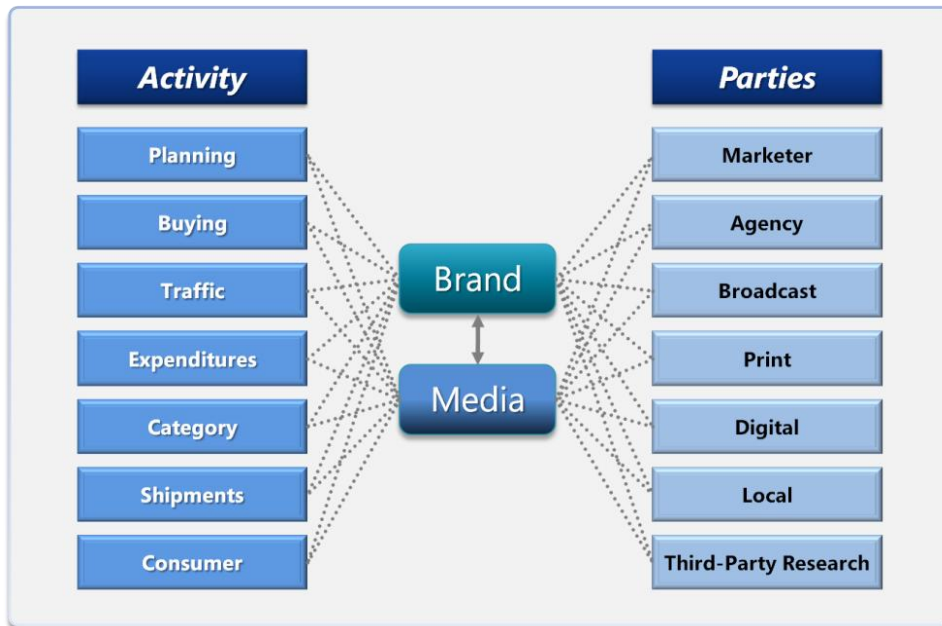 Activity
Parties
Planning
Buying
Traffic
Expenditures
Category
Shipments
Consumer
Brand
Media
Marketer
Agency
Broadcast
Print
Digital
Local
Third-Party Research